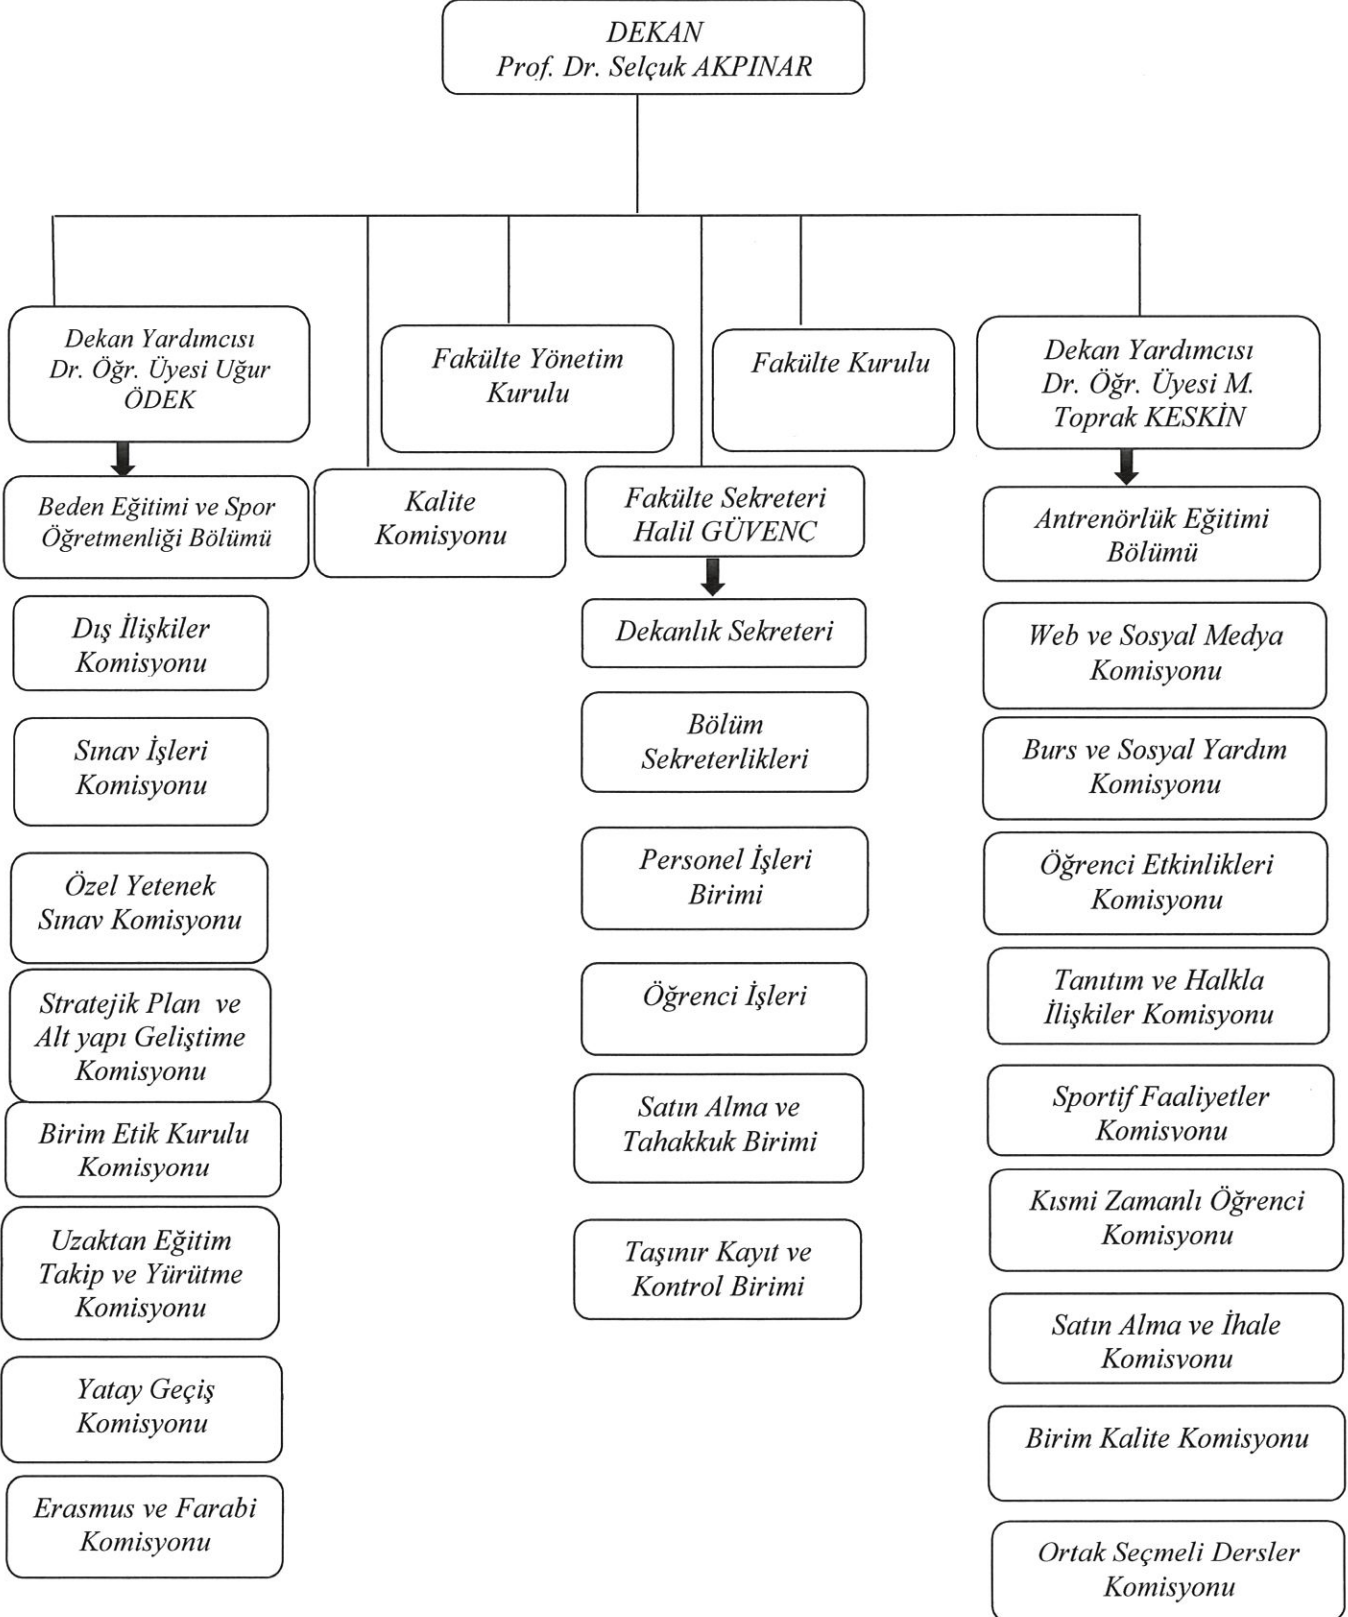 DEKAN
Prof. Dr. Selçuk AKPINAR
Dekan Yardımcısı
Dr. Öğr. Üyesi Uğur
ÖDEK
Fakülte Yönetim
Kurulu
Fakülte Kurulu
Dekan Yardımcısı
Dr. Öğr. Üyesi M.
Toprak KESKİN
Beden Eğitimi ve Spor
Öğretmenliği Bölümü
Kalite
Komisyonu
Fakülte Sekreteri
Halil GÜVENÇ
Antrenörlük Eğitimi
Bölümü
Dış İlişkiler
Komisyonu
Sınav İşleri
Komisyonu
Özel Yetenek
Sınav Komisyonu
Stratejik Plan ve
Alt yapı Geliştime
Komisyonu
Birim Etik Kurulu
Komisyonu
Uzaktan Eğitim
Takip ve Yürütme
Komisyonu
Yatay Geçiş
Komisyonu
Erasmus ve Farabi
Komisyonu
Dekanlık Sekreteri
Bölüm
Sekreterlikleri
Personel İşleri
Birimi
Öğrenci İşleri
Satın Alma ve
Tahakkuk Birimi
Taşınır Kayıt ve
Kontrol Birimi
Web ve Sosyal Medya
Komisyonu
Burs ve Sosyal Yardım
Komisyonu
Öğrenci Etkinlikleri
Komisyonu
Tanıtım ve Halkla
İlişkiler Komisyonu
Sportif Faaliyetler
Komisyonu
Kısmi Zamanlı Öğrenci
Komisyonu
Satın Alma ve İhale
Komisyonu
Birim Kalite Komisyonu
Ortak Seçmeli Dersler
Komisyonu